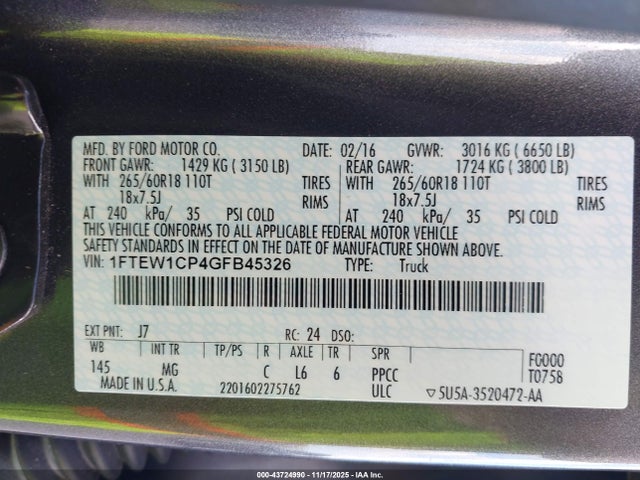 MFD. BY FORD MOTOR CO. DATE: 02/16 GVWR: 3016 KG ( 6650 LB)
FRONT GAWR: 1429 KG ( 3150 LB) REAR GAWR: 1724 KG ( 3800 LB)
WITH 265/60R18 110T TIRES WITH 265/60R18 110T TIRES
18x7.5J RIMS 18x7.5J RIMS
AT 240 kPa/ 35 PSI COLD AT 240 kPa/ 35 PSI COLD
THIS VEHICLE CONFORMS TO ALL APPLICABLE FEDERAL MOTOR VEHICLE
SAFETY STANDARDS IN EFFECT ON THE DATE OF MANUFACTURE SHOWN ABOVE.
VIN: 1FTEW1CP4GFB45326 TYPE: Truck
EXT PNT: J7 RC: 24 DSO:
WB INT TR TP/PS R AXLE TR SPR F0000
145 MG C L6 6 PPCC T0758
MADE IN U.S.A. 2201602275762 ULC ▽5U5A-3520472-AA
000-43724990 — 11/17/2025 — IAA Inc.